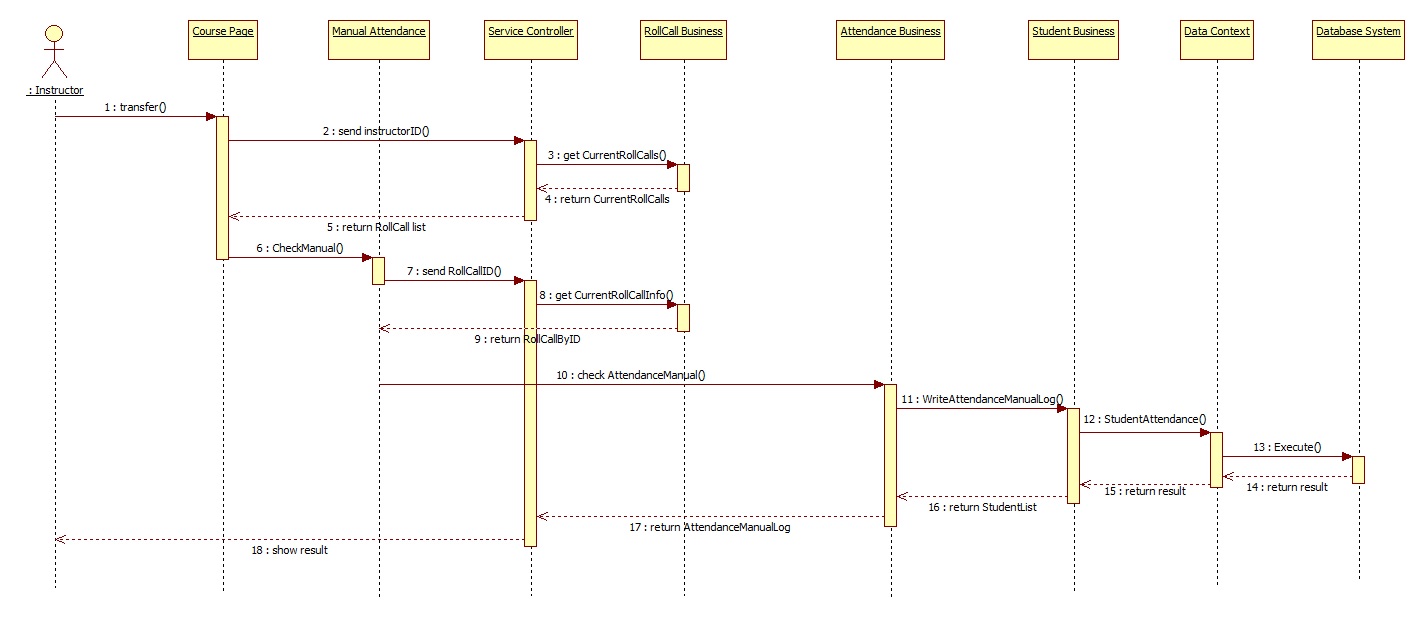 Course Page
Manual Attendance
Service Controller
RollCall Business
Attendance Business
Student Business
Data Context
Database System
: Instructor
1 : transfer()
2 : send instructorID()
3 : get CurrentRollCalls()
4 : return CurrentRollCalls
5 : return RollCall list
6 : CheckManual()
7 : send RollCallID()
8 : get CurrentRollCallInfo()
9 : return RollCallByID
10 : check AttendanceManual()
11 : WriteAttendanceManualLog()
12 : StudentAttendance()
13 : Execute()
14 : return result
15 : return result
16 : return StudentList
17 : return AttendanceManualLog
18 : show result